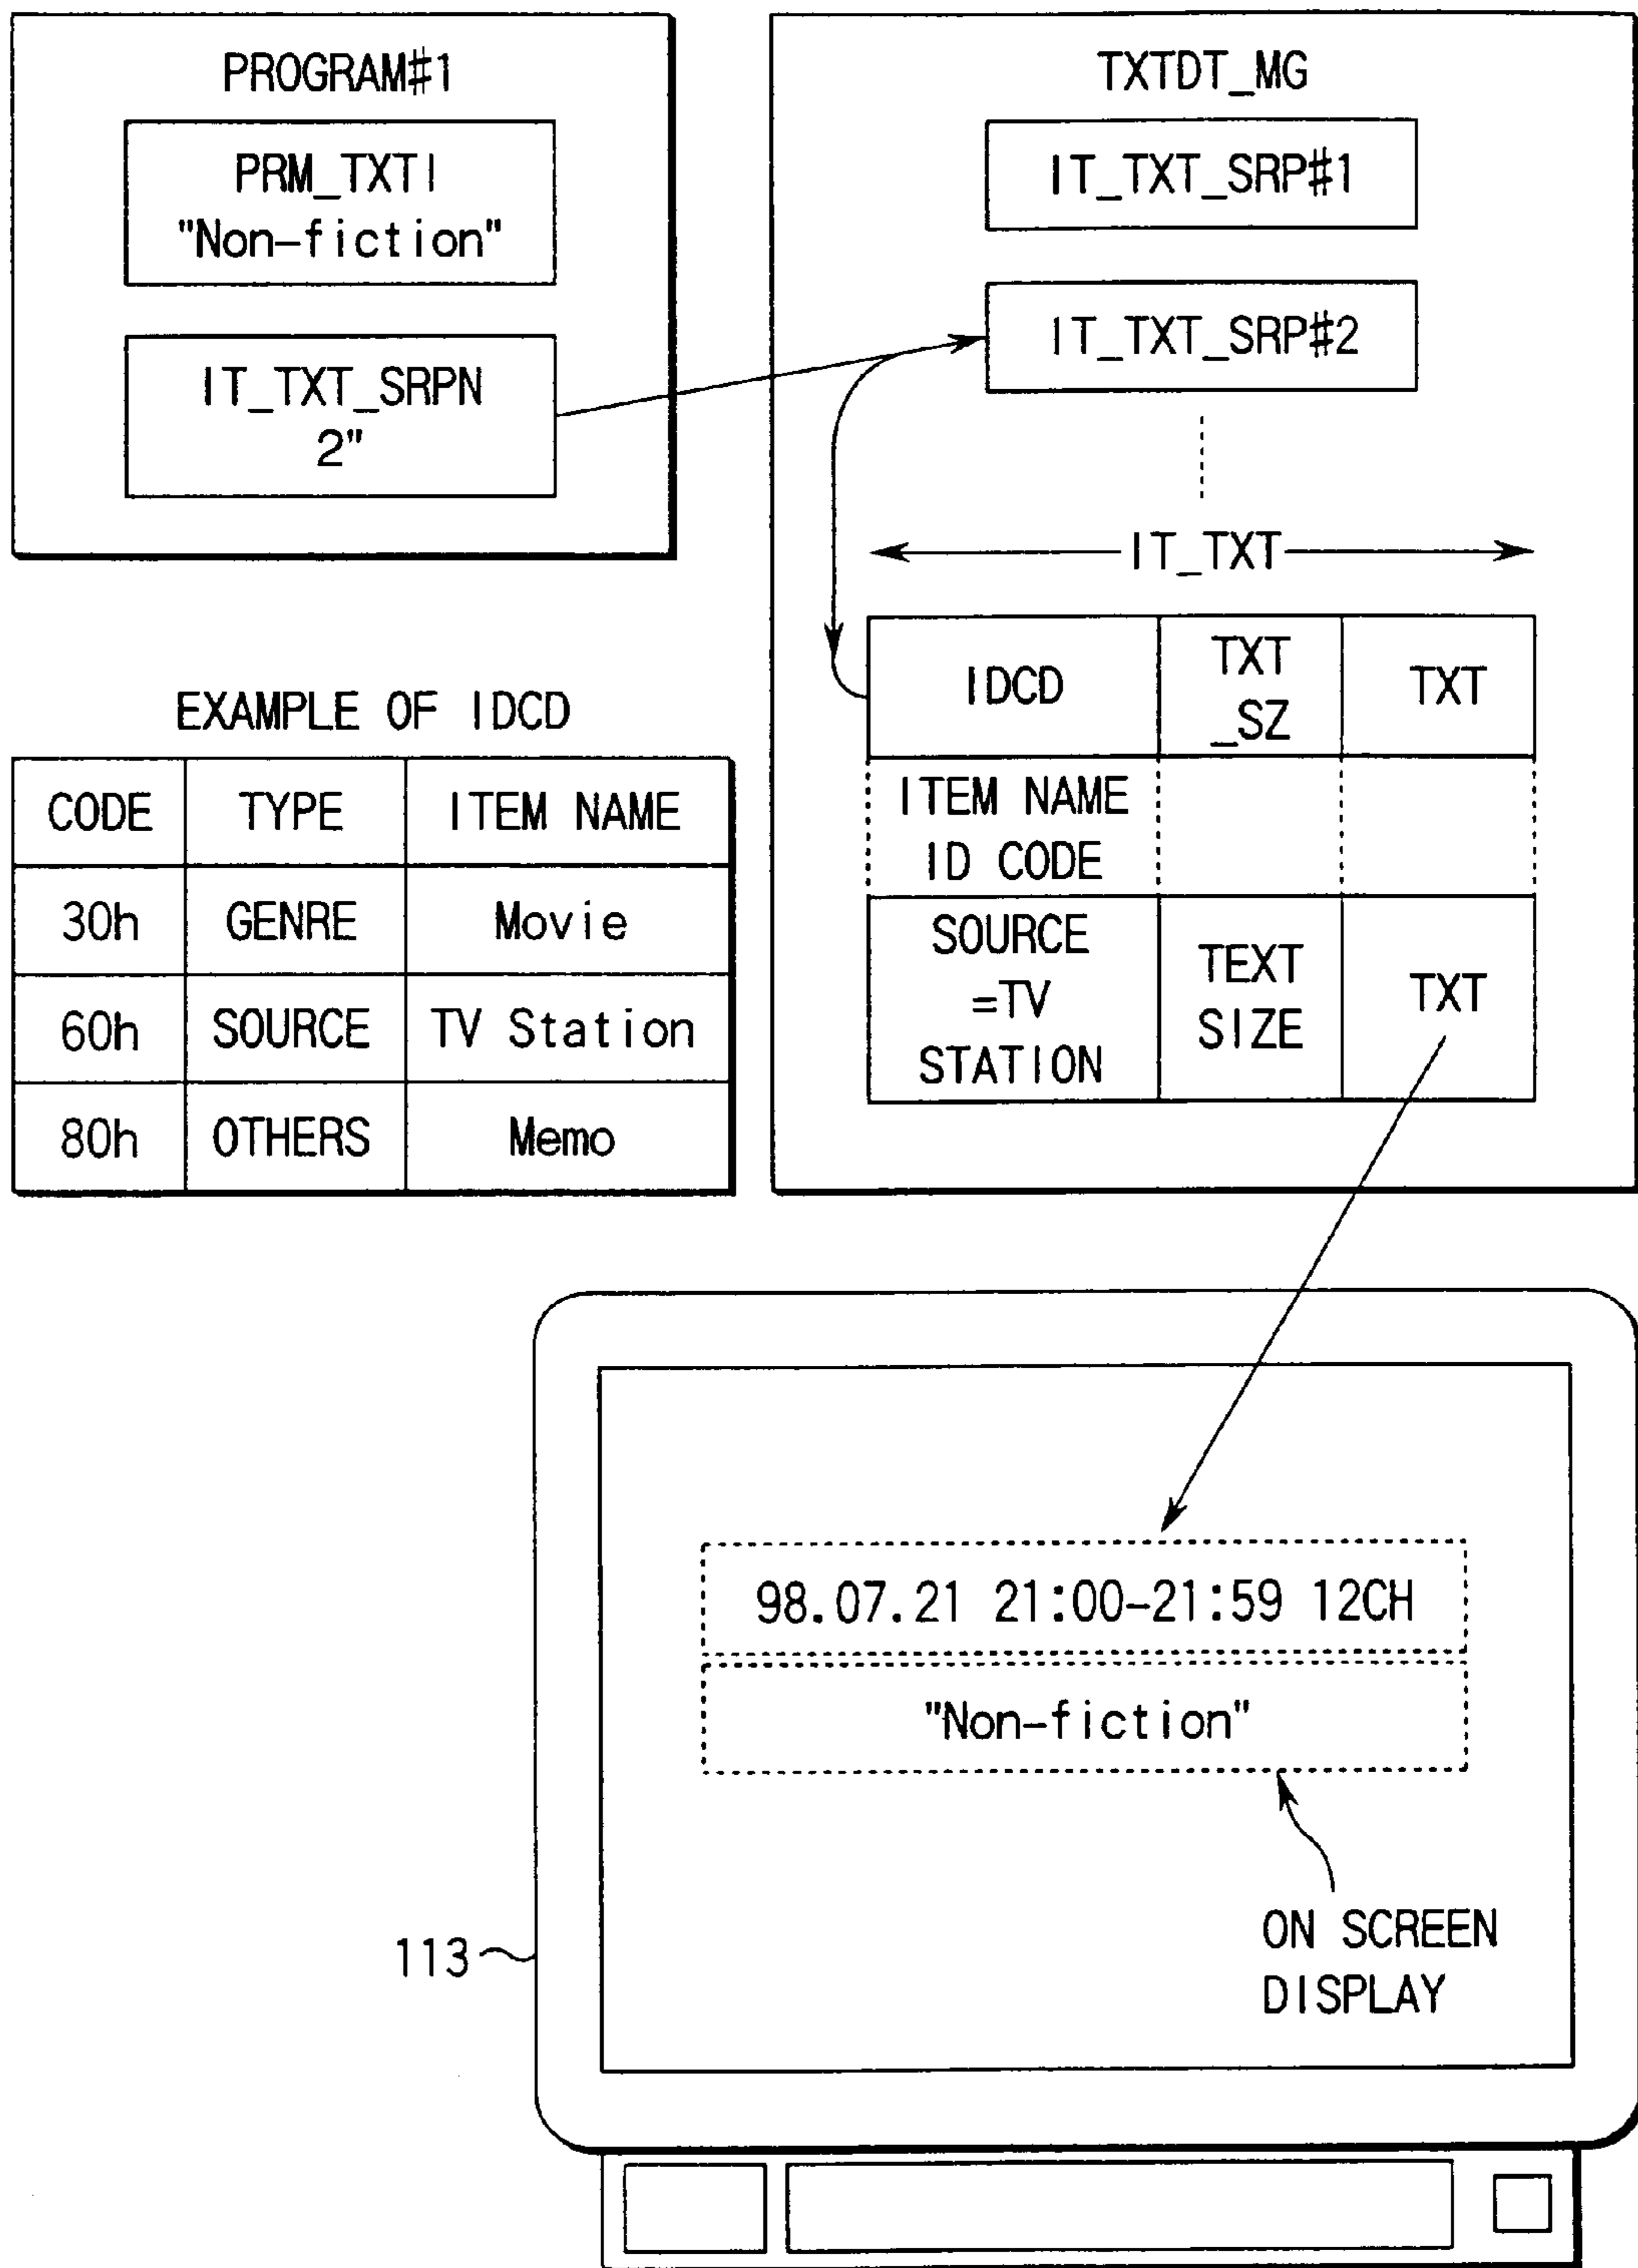 PROGRAM#1
PRM_TXTI
"Non-fiction"
IT_TXT_SRPN
2"
TXTDT_MG
IT_TXT_SRP#1
IT_TXT_SRP#2
IT_TXT
IDCD
TXT
_SZ
TXT
ITEM NAME
ID CODE
SOURCE
=TV
STATION
TEXT
SIZE
TXT
EXAMPLE OF IDCD
CODE TYPE ITEM NAME
30h GENRE Movie
60h SOURCE TV Station
80h OTHERS Memo
98.07.21 21:00-21:59 12CH
"Non-fiction"
ON SCREEN
DISPLAY
113